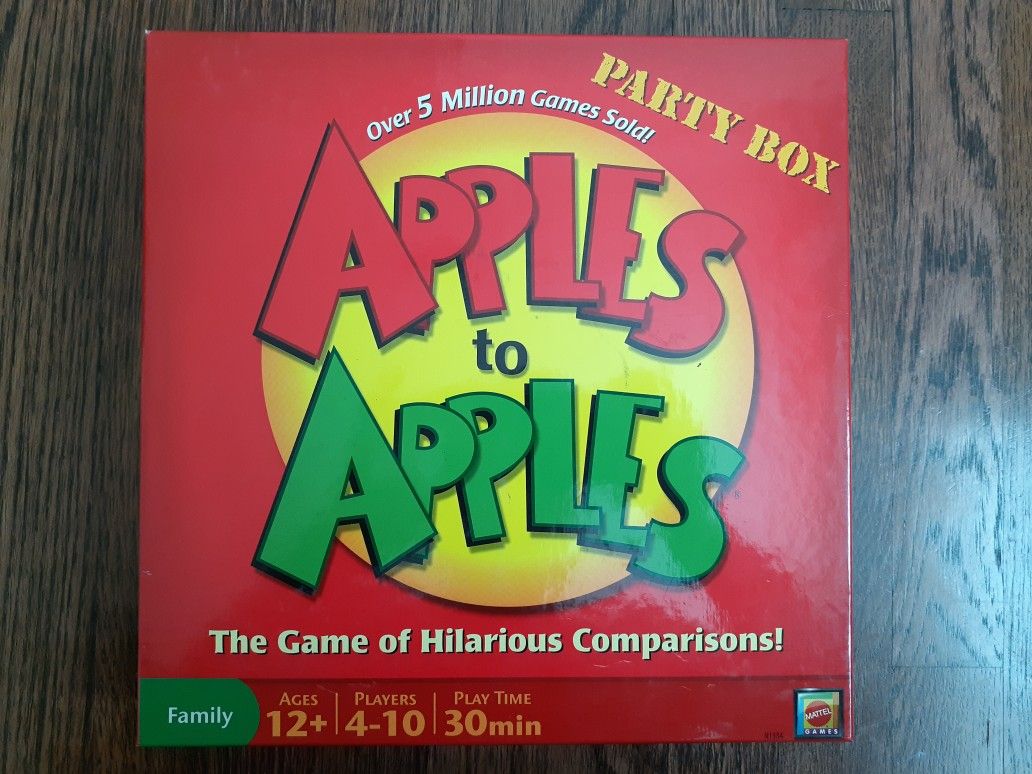 PARTY BOX
Over 5 Million Games Sold!
APPLES
to
APPLES®
The Game of Hilarious Comparisons!
Family
AGES
12+
PLAYERS
4-10
PLAY TIME
30min
MATTEL
GAMES